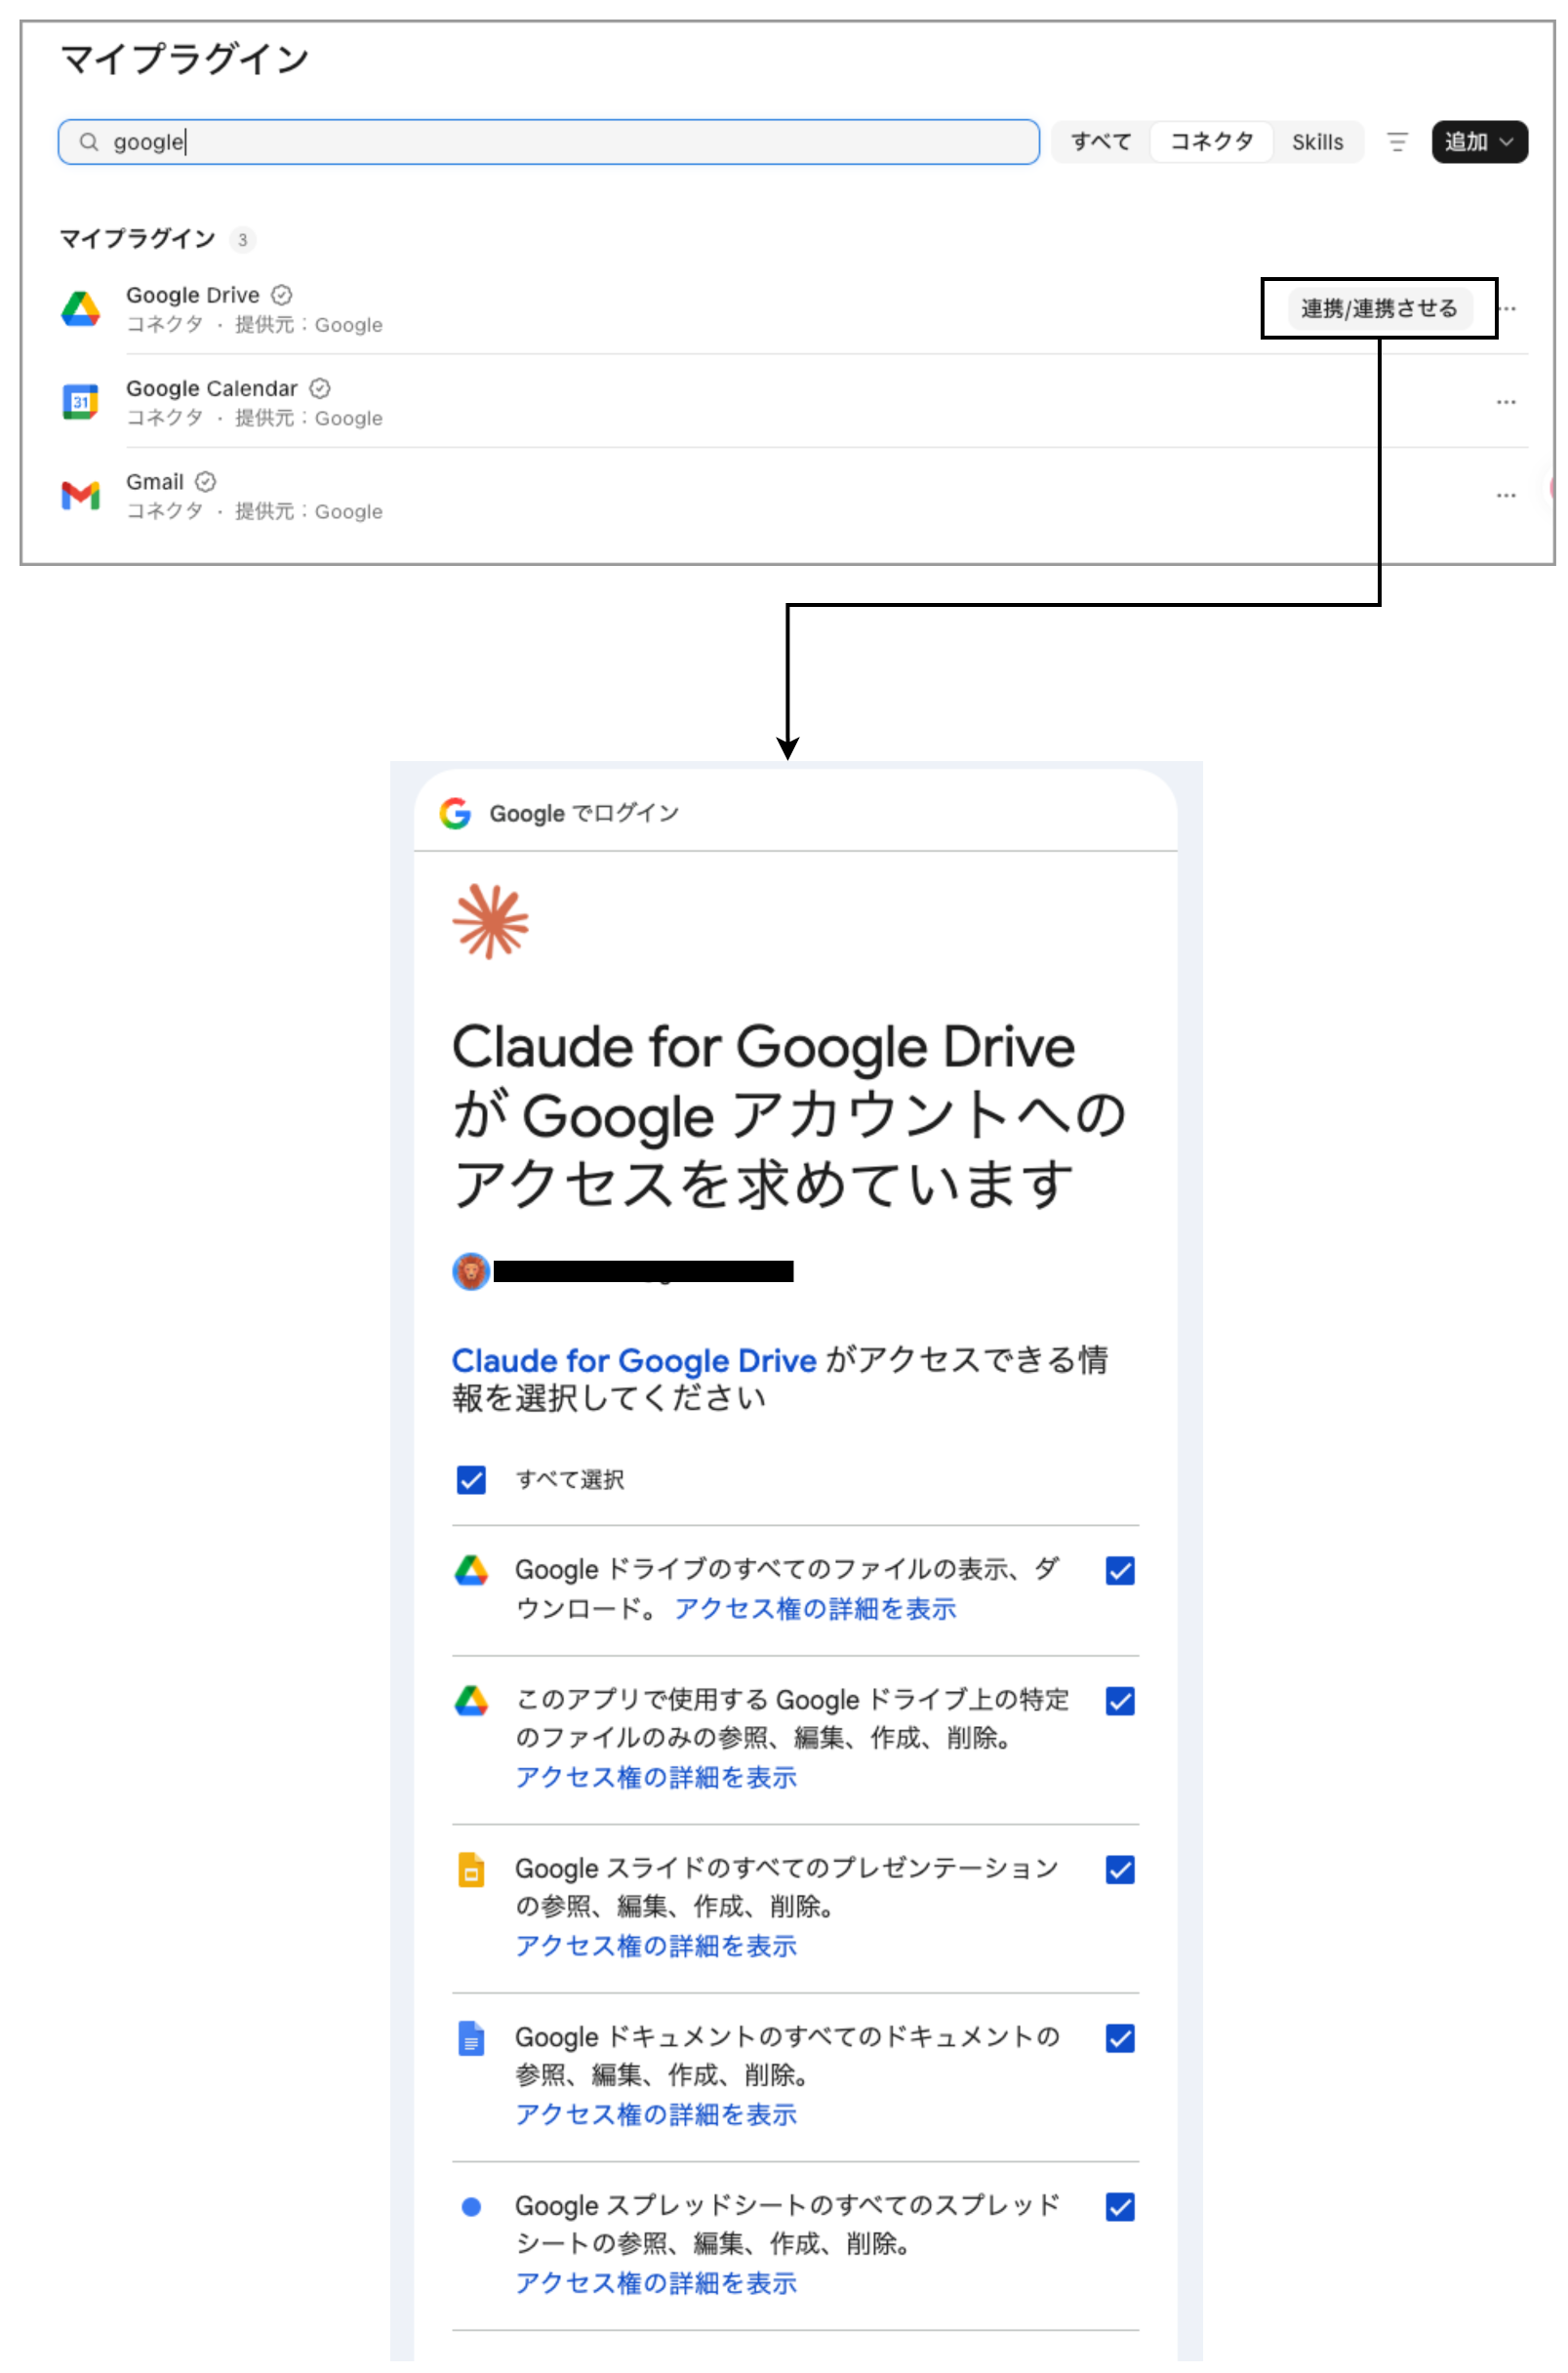 マイプラグイン
google
すべて コネクタ Skills 追加
マイプラグイン 3
Google Drive
コネクタ ・ 提供元：Google
連携/連携させる
Google Calendar
コネクタ ・ 提供元：Google
31
Gmail
コネクタ ・ 提供元：Google
Google でログイン
Claude for Google Drive
が Google アカウントへの
アクセスを求めています
Claude for Google Drive がアクセスできる情
報を選択してください
すべて選択
Google ドライブのすべてのファイルの表示、ダ
ウンロード。 アクセス権の詳細を表示
このアプリで使用する Google ドライブ上の特定
のファイルのみの参照、編集、作成、削除。
アクセス権の詳細を表示
Google スライドのすべてのプレゼンテーション
の参照、編集、作成、削除。
アクセス権の詳細を表示
Google ドキュメントのすべてのドキュメントの
参照、編集、作成、削除。
アクセス権の詳細を表示
Google スプレッドシートのすべてのスプレッド
シートの参照、編集、作成、削除。
アクセス権の詳細を表示